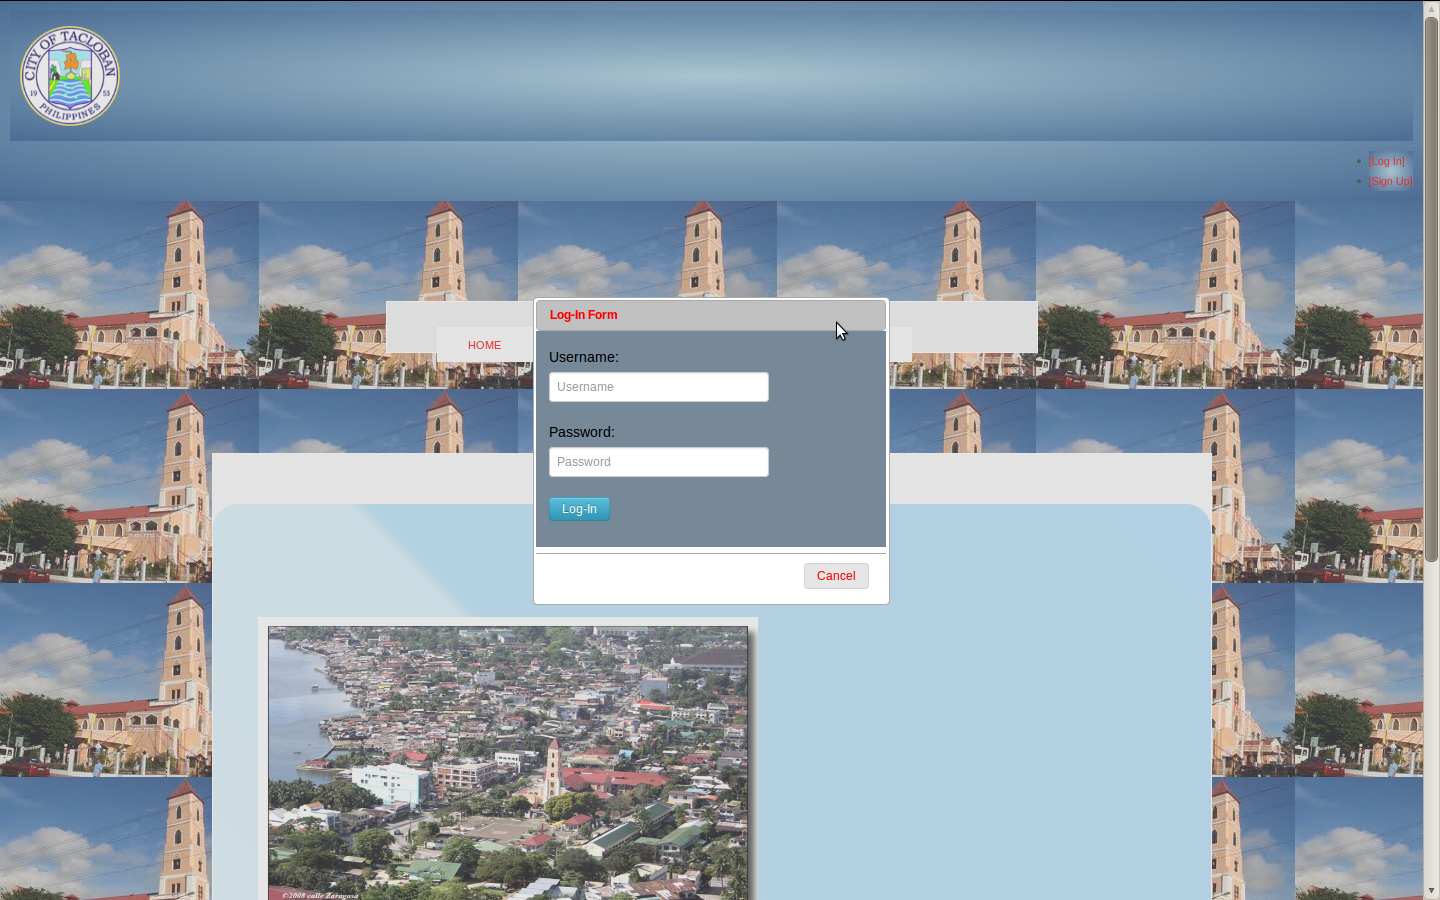 CITY OF TACLOBAN
19 53
PHILIPPINES
[Log In]
[Sign Up]
HOME
Log-In Form
Username:
Username
Password:
Password
Log-In
Cancel
©2008 calle Zaragosa